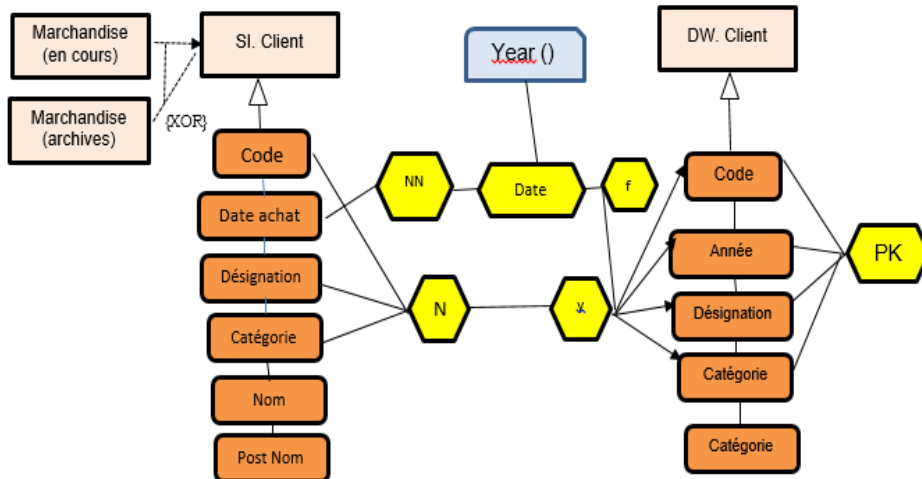 Marchandise
(en cours)
SI. Client
Year ()
DW. Client
Marchandise
(archives)
{XOR}
Code
NN
Date
f
Code
Date achat
Année
PK
Désignation
N
Désignation
Catégorie
Catégorie
Nom
Catégorie
Post Nom